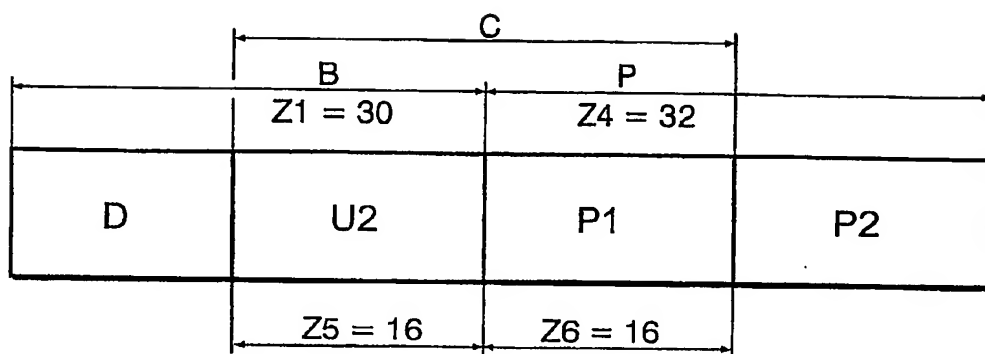 C
B P
Z1 = 30 Z4 = 32
D U2 P1 P2
Z5 = 16 Z6 = 16